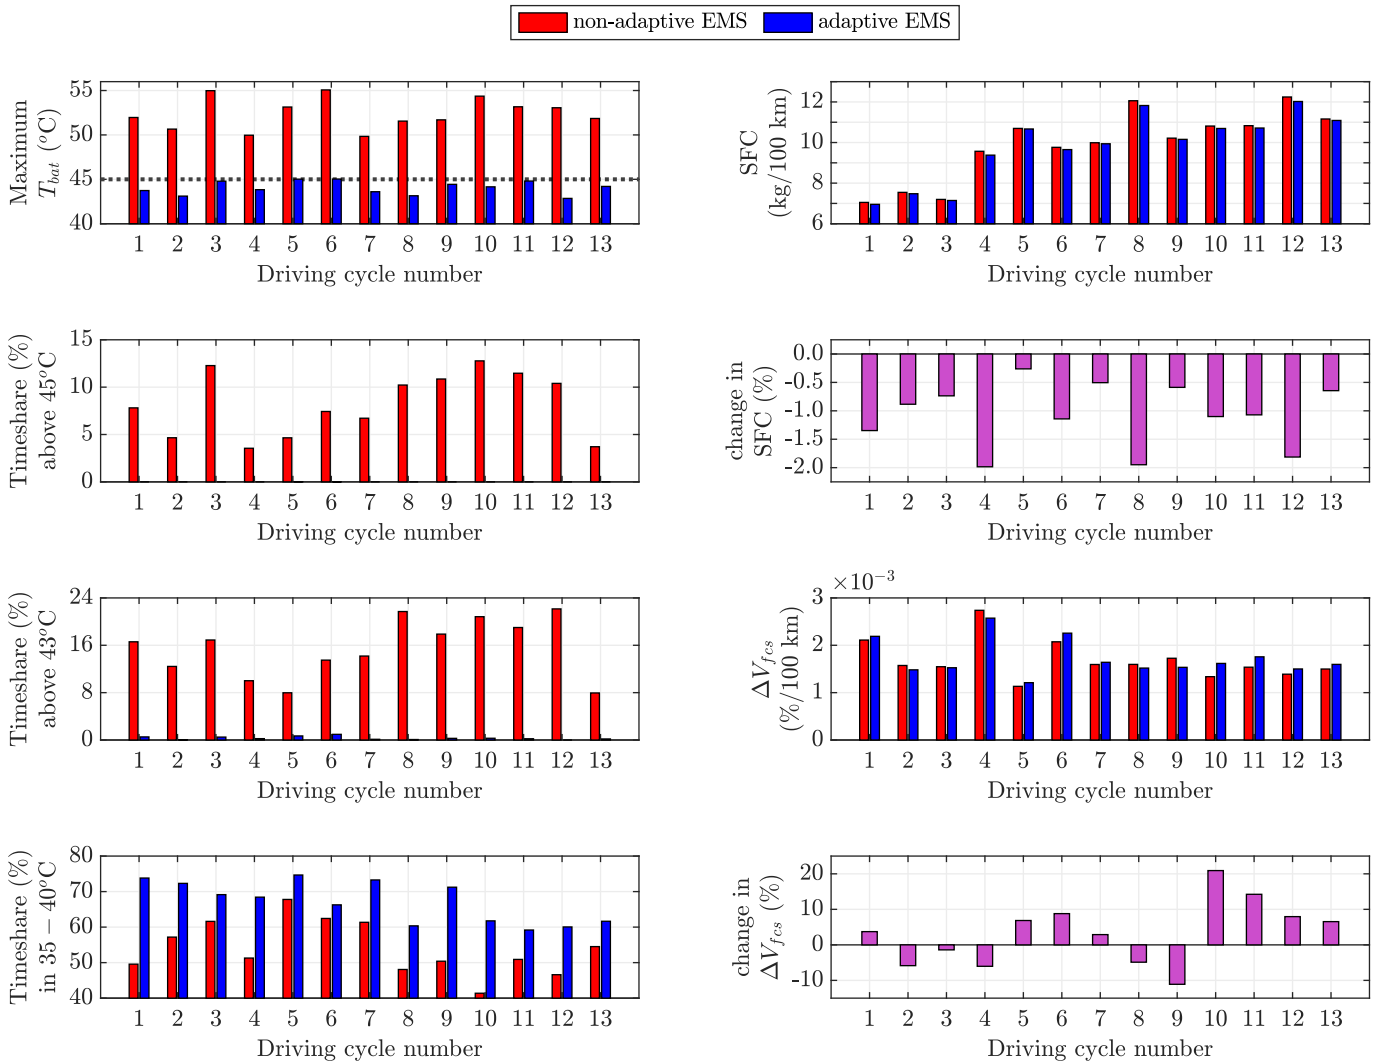 non-adaptive EMS adaptive EMS
Maximum
T_bat (°C)
55
50
45
40
1 2 3 4 5 6 7 8 9 10 11 12 13
Driving cycle number
SFC
(kg/100 km)
12
10
8
6
1 2 3 4 5 6 7 8 9 10 11 12 13
Driving cycle number
Timeshare (%)
above 45°C
15
10
5
0
1 2 3 4 5 6 7 8 9 10 11 12 13
Driving cycle number
change in
SFC (%)
0.0
-0.5
-1.0
-1.5
-2.0
1 2 3 4 5 6 7 8 9 10 11 12 13
Driving cycle number
Timeshare (%)
above 43°C
24
16
8
0
1 2 3 4 5 6 7 8 9 10 11 12 13
Driving cycle number
×10⁻³
ΔV_fcs
(%/100 km)
3
2
1
0
1 2 3 4 5 6 7 8 9 10 11 12 13
Driving cycle number
Timeshare (%)
in 35 − 40°C
80
70
60
50
40
1 2 3 4 5 6 7 8 9 10 11 12 13
Driving cycle number
change in
ΔV_fcs (%)
20
10
0
-10
1 2 3 4 5 6 7 8 9 10 11 12 13
Driving cycle number